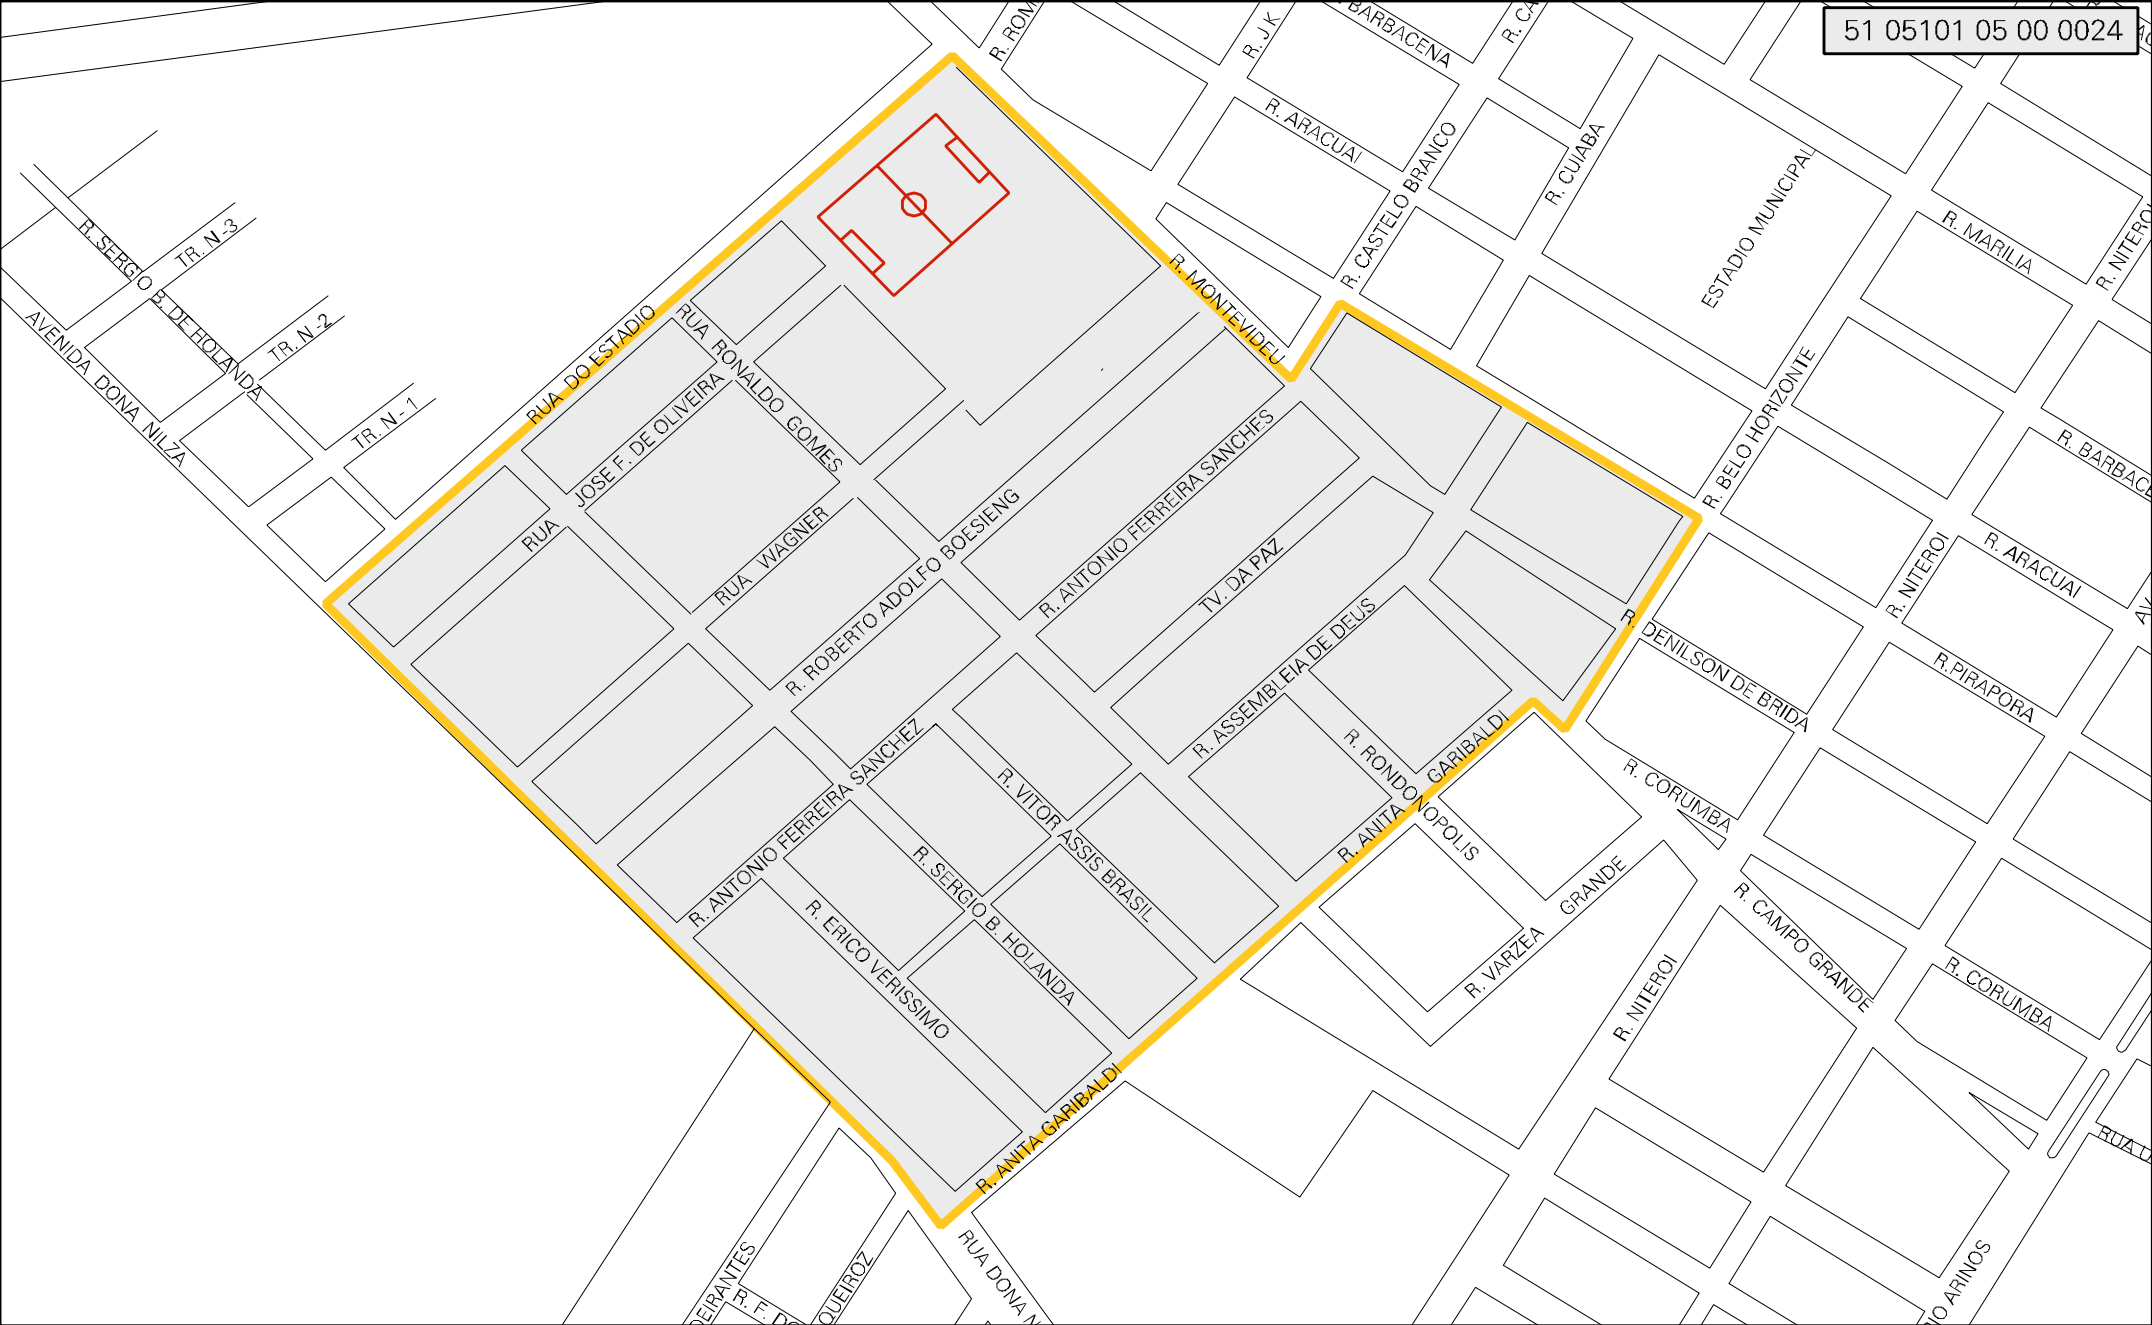 51 05101 05 00 0024
R. J K
BARBACENA
R. ARACUAI
R. CASTELO BRANCO
R. CUIABA
ESTADIO MUNICIPAL
R. MARILIA
R. SERGIO B. DE HOLANDA
TR. N -3
TR. N -2
TR. N - 1
AVENIDA DONA NILZA
RUA DO ESTADIO
R. MONTEVIDEU
RUA RONALDO GOMES
RUA JOSE F. DE OLIVEIRA
RUA WAGNER
R. ROBERTO ADOLFO BOESIENG
R. ANTONIO FERREIRA SANCHES
TV. DA PAZ
R. ASSEMBLEIA DE DEUS
R. BELO HORIZONTE
R. NITEROI
R. ARACUAI
R.PIRAPORA
R. DENILSON DE BRIDA
R. CORUMBA
R. ANTONIO FERREIRA SANCHEZ
R. VITOR ASSIS BRASIL
R. SERGIO B. HOLANDA
R. ERICO VERISSIMO
R. RONDONOPOLIS
R. ANITA GARIBALDI
R. VARZEA GRANDE
R. CAMPO GRANDE
R. NITEROI
R. CORUMBA
R. ANITA GARIBALDI
RUA DONA
QUEIROZ
R. F.
ARINOS